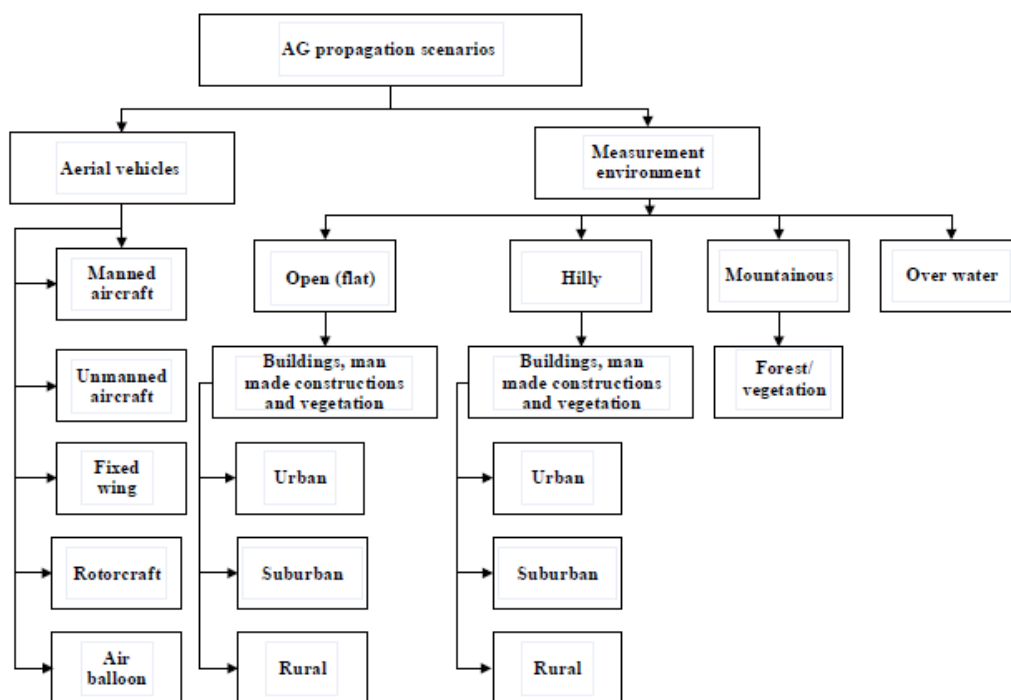 AG propagation scenarios
Aerial vehicles
Measurement
environment
Manned
aircraft
Unmanned
aircraft
Fixed
wing
Rotorcraft
Air
balloon
Open (flat)
Hilly
Mountainous
Over water
Buildings, man
made constructions
and vegetation
Urban
Suburban
Rural
Buildings, man
made constructions
and vegetation
Urban
Suburban
Rural
Forest/
vegetation